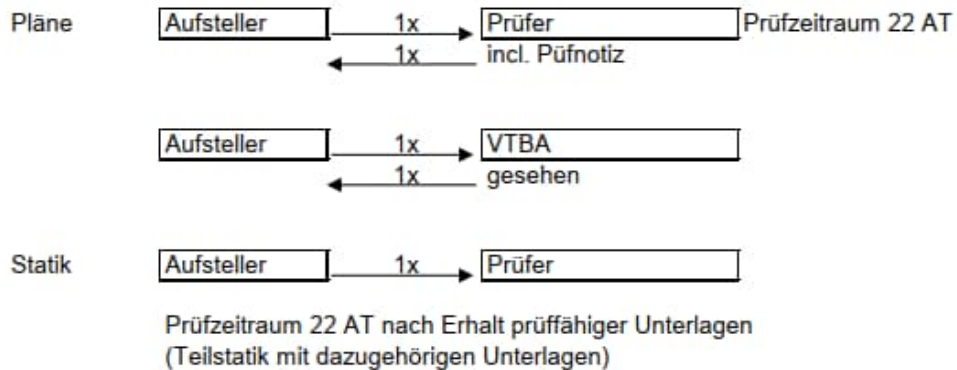 Pläne Aufsteller 1x Prüfer Prüfzeitraum 22 AT
1x incl. Püfnotiz
Aufsteller 1x VTBA
1x gesehen
Statik Aufsteller 1x Prüfer
Prüfzeitraum 22 AT nach Erhalt prüffähiger Unterlagen
(Teilstatik mit dazugehörigen Unterlagen)